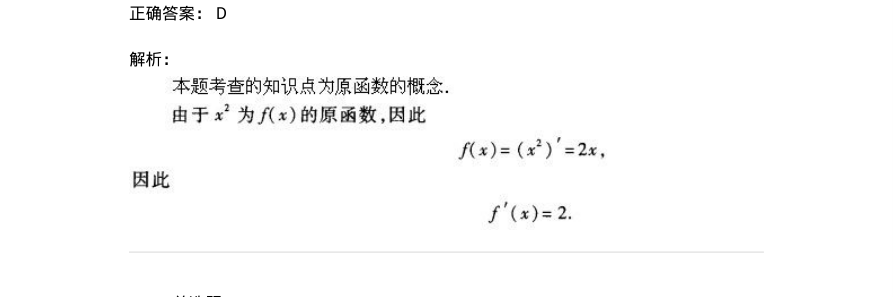 正确答案： D
解析：
本题考查的知识点为原函数的概念.
由于 x² 为 f(x)的原函数,因此
f(x)=(x²)′=2x,
因此
f′(x)=2.